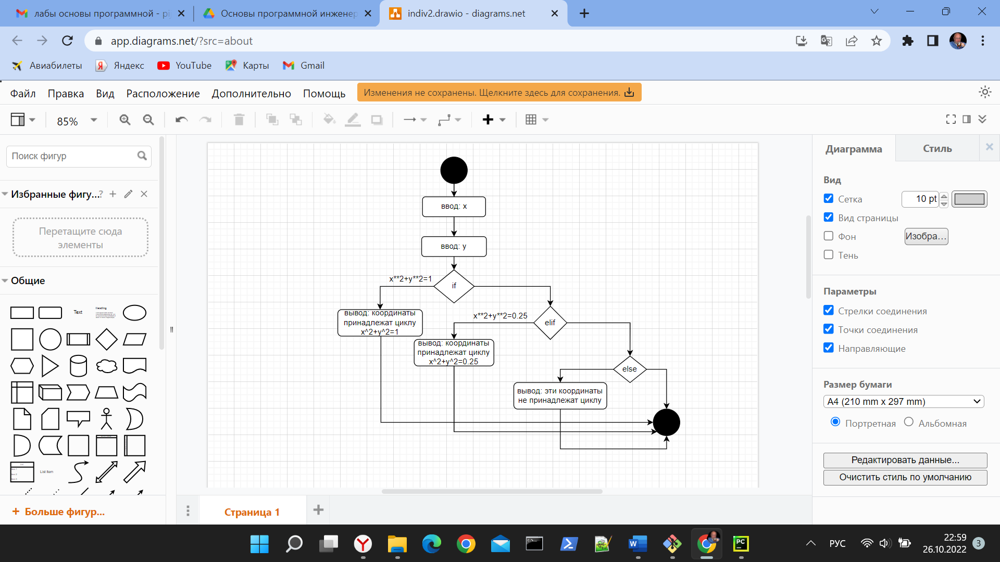 лабы основы программной - pi
Основы программной инженер
indiv2.drawio - diagrams.net
app.diagrams.net/?src=about
Авиабилеты
Яндекс
YouTube
Карты
Gmail
Файл
Правка
Вид
Расположение
Дополнительно
Помощь
Изменения не сохранены. Щелкните здесь для сохранения.
85%
Поиск фигур
Избранные фигу...
?
Перетащите сюда
элементы
Общие
Text
Heading
List Item
+ Больше фигур...
ввод: x
ввод: y
if
x**2+y**2=1
вывод: координаты
принадлежат циклу
x^2+y^2=1
x**2+y**2=0.25
elif
вывод: координаты
принадлежат циклу
x^2+y^2=0.25
else
вывод: эти координаты
не принадлежат циклу
Страница 1
Диаграмма
Стиль
Вид
Сетка
10 pt
Вид страницы
Фон
Изобра...
Тень
Параметры
Стрелки соединения
Точки соединения
Направляющие
Размер бумаги
A4 (210 mm x 297 mm)
Портретная
Альбомная
Редактировать данные...
Очистить стиль по умолчанию
РУС
22:59
26.10.2022
3